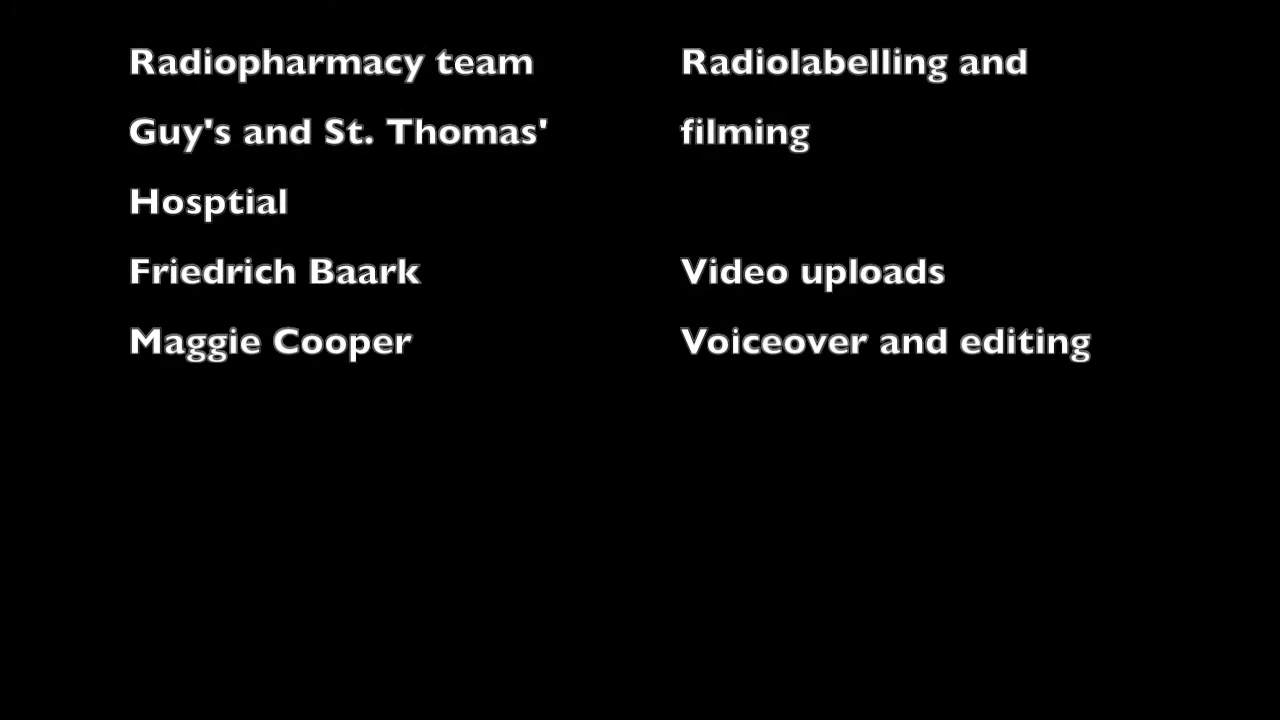 Radiopharmacy team Radiolabelling and
Guy's and St. Thomas' filming
Hosptial
Friedrich Baark Video uploads
Maggie Cooper Voiceover and editing